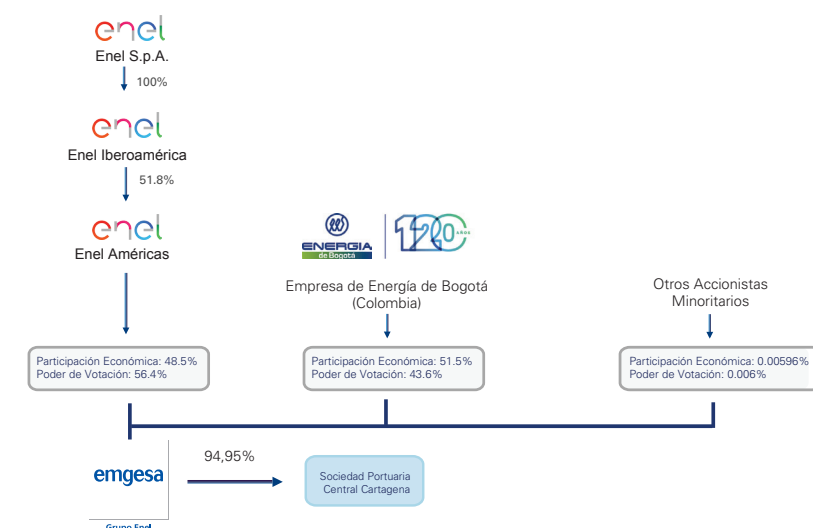 enel
Enel S.p.A.
100%
enel
Enel Iberoamérica
51.8%
enel
Enel Américas
ENERGIA
de Bogotá
120 AÑOS
Empresa de Energía de Bogotá
(Colombia)
Otros Accionistas
Minoritarios
Participación Económica: 48.5%
Poder de Votación: 56.4%
Participación Económica: 51.5%
Poder de Votación: 43.6%
Participación Económica: 0.00596%
Poder de Votación: 0.006%
emgesa
Grupo Enel
94,95%
Sociedad Portuaria
Central Cartagena